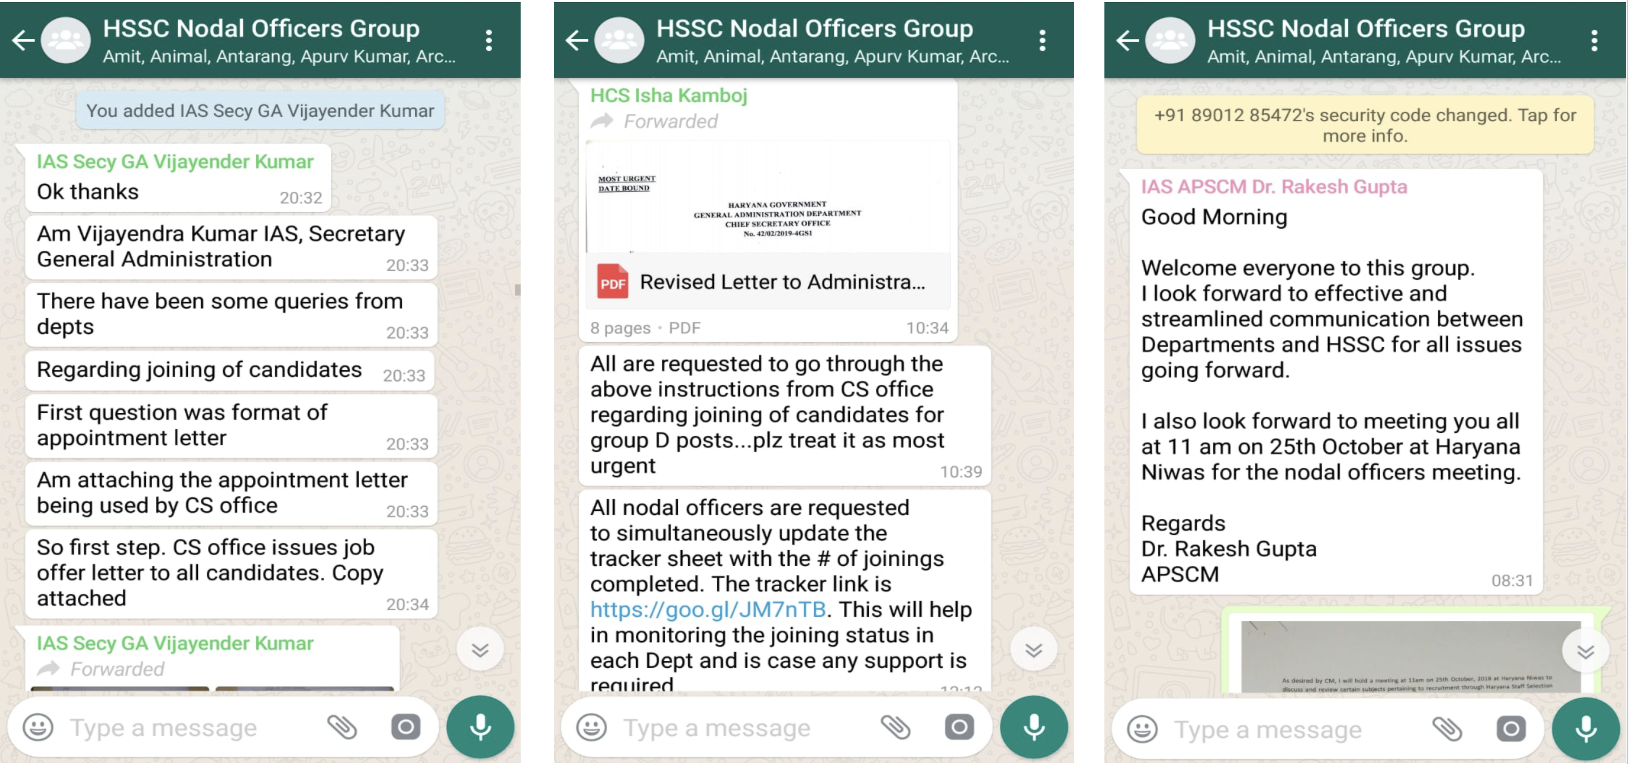 HSSC Nodal Officers Group
Amit, Animal, Antarang, Apurv Kumar, Arc...
You added IAS Secy GA Vijayender Kumar
IAS Secy GA Vijayender Kumar
Ok thanks
20:32
Am Vijayendra Kumar IAS, Secretary
General Administration
20:33
There have been some queries from
depts
20:33
Regarding joining of candidates
20:33
First question was format of
appointment letter
20:33
Am attaching the appointment letter
being used by CS office
20:33
So first step. CS office issues job
offer letter to all candidates. Copy
attached
20:34
IAS Secy GA Vijayender Kumar
Forwarded
Type a message
HSSC Nodal Officers Group
Amit, Animal, Antarang, Apurv Kumar, Arc...
HCS Isha Kamboj
Forwarded
MOST URGENT
DATE BOUND
HARYANA GOVERNMENT
GENERAL ADMINISTRATION DEPARTMENT
CHIEF SECRETARY OFFICE
No. 42/02/2019-4GS1
PDF
Revised Letter to Administra...
8 pages • PDF
10:34
All are requested to go through the
above instructions from CS office
regarding joining of candidates for
group D posts...plz treat it as most
urgent
10:39
All nodal officers are requested
to simultaneously update the
tracker sheet with the # of joinings
completed. The tracker link is
https://goo.gl/JM7nTB. This will help
in monitoring the joining status in
each Dept and is case any support is
required
Type a message
HSSC Nodal Officers Group
Amit, Animal, Antarang, Apurv Kumar, Arc...
+91 89012 85472's security code changed. Tap for
more info.
IAS APSCM Dr. Rakesh Gupta
Good Morning
Welcome everyone to this group.
I look forward to effective and
streamlined communication between
Departments and HSSC for all issues
going forward.
I also look forward to meeting you all
at 11 am on 25th October at Haryana
Niwas for the nodal officers meeting.
Regards
Dr. Rakesh Gupta
APSCM
08:31
As desired by CM, I will hold a meeting at 11am on 25th October, 2018 at Haryana Niwas to
discuss and review certain subjects pertaining to recruitment through Haryana Staff Selection
Type a message